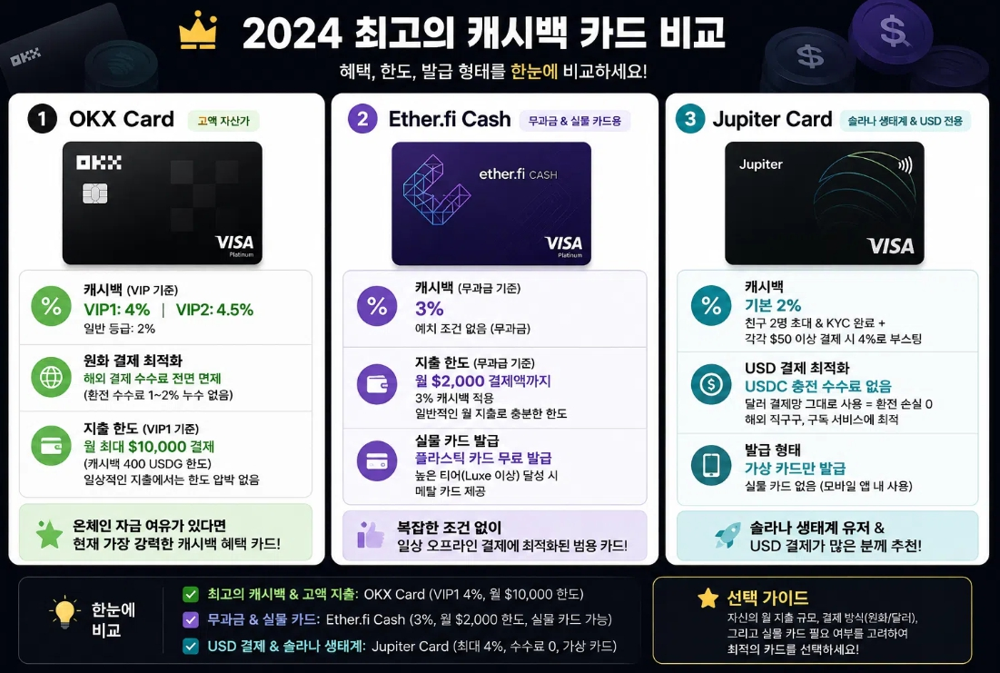 OKX
2024 최고의 캐시백 카드 비교
혜택, 한도, 발급 형태를 한눈에 비교하세요!
1 OKX Card 고액 자산가
OKX
VISA
Platinum
% 캐시백 (VIP 기준)
VIP1: 4% | VIP2: 4.5%
일반 등급: 2%
원화 결제 최적화
해외 결제 수수료 전면 면제
(환전 수수료 1~2% 누수 없음)
지출 한도 (VIP1 기준)
월 최대 $10,000 결제
(캐시백 400 USDG 한도)
일상적인 지출에서는 한도 압박 없음
온체인 자금 여유가 있다면
현재 가장 강력한 캐시백 혜택 카드!
2 Ether.fi Cash 무과금 & 실물 카드용
ether.fi CASH
VISA
Platinum
% 캐시백 (무과금 기준)
3%
예치 조건 없음 (무과금)
지출 한도 (무과금 기준)
월 $2,000 결제액까지
3% 캐시백 적용
일반적인 월 지출로 충분한 한도
실물 카드 발급
플라스틱 카드 무료 발급
높은 티어(Luxe 이상) 달성 시
메탈 카드 제공
복잡한 조건 없이
일상 오프라인 결제에 최적화된 범용 카드!
3 Jupiter Card 솔라나 생태계 & USD 전용
Jupiter
VISA
% 캐시백
기본 2%
친구 2명 초대 & KYC 완료 +
각각 $50 이상 결제 시 4%로 부스팅
$ USD 결제 최적화
USDC 충전 수수료 없음
달러 결제망 그대로 사용 = 환전 손실 0
해외 직구구, 구독 서비스에 최적
발급 형태
가상 카드만 발급
실물 카드 없음 (모바일 앱 내 사용)
솔라나 생태계 유저 &
USD 결제가 많은 분께 추천!
한눈에
비교
최고의 캐시백 & 고액 지출: OKX Card (VIP1 4%, 월 $10,000 한도)
무과금 & 실물 카드: Ether.fi Cash (3%, 월 $2,000 한도, 실물 카드 가능)
USD 결제 & 솔라나 생태계: Jupiter Card (최대 4%, 수수료 0, 가상 카드)
선택 가이드
자신의 월 지출 규모, 결제 방식(원화/달러),
그리고 실물 카드 필요 여부를 고려하여
최적의 카드를 선택하세요!